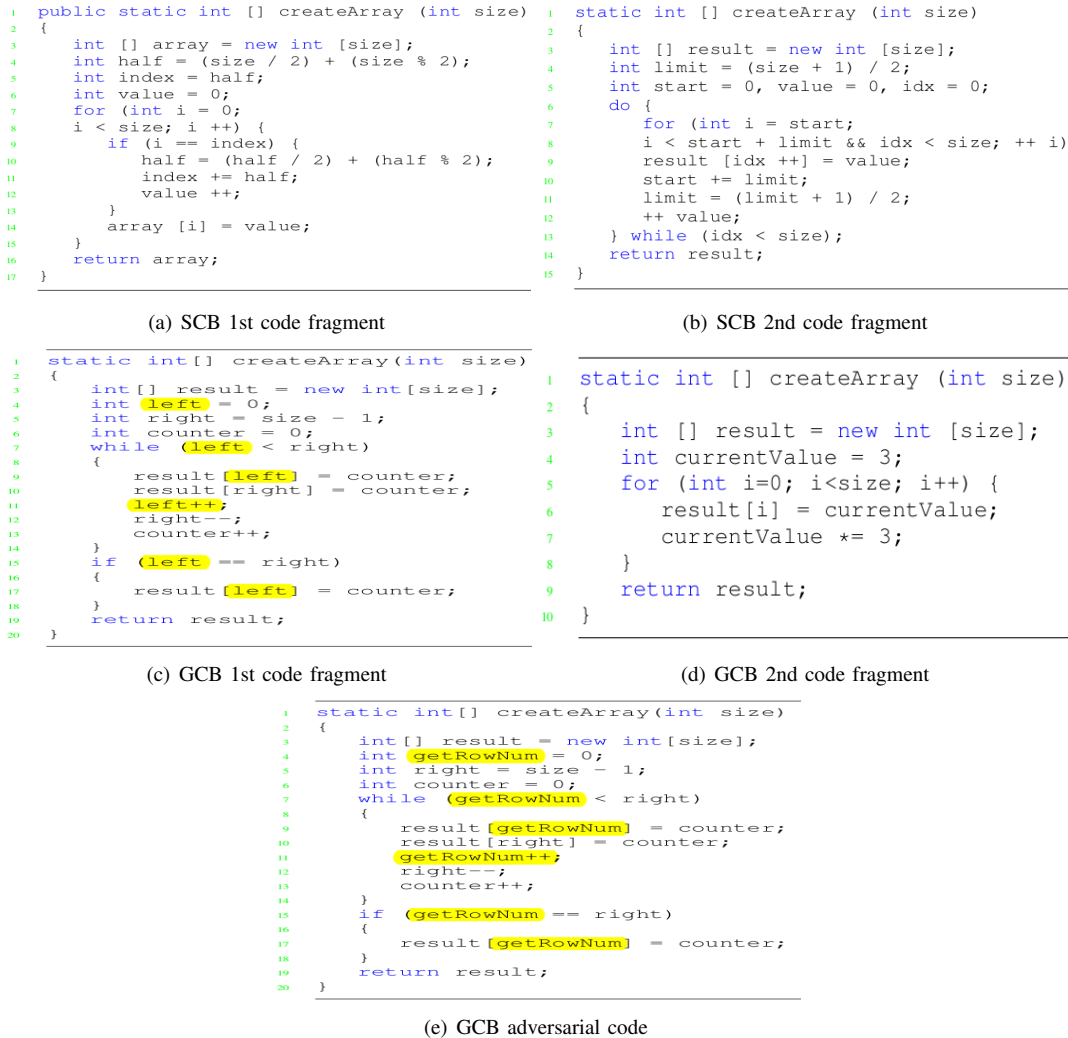 1 public static int [] createArray (int size)
2 {
3 int [] array = new int [size];
4 int half = (size / 2) + (size % 2);
5 int index = half;
6 int value = 0;
7 for (int i = 0;
8 i < size; i ++) {
9 if (i == index) {
10 half = (half / 2) + (half % 2);
11 index += half;
12 value ++;
13 }
14 array [i] = value;
15 }
16 return array;
17 }
(a) SCB 1st code fragment
1 static int [] createArray (int size)
2 {
3 int [] result = new int [size];
4 int limit = (size + 1) / 2;
5 int start = 0, value = 0, idx = 0;
6 do {
7 for (int i = start;
8 i < start + limit && idx < size; ++ i)
9 result [idx ++] = value;
10 start += limit;
11 limit = (limit + 1) / 2;
12 ++ value;
13 } while (idx < size);
14 return result;
15 }
(b) SCB 2nd code fragment
1 static int[] createArray(int size)
2 {
3 int[] result = new int[size];
4 int left = 0;
5 int right = size - 1;
6 int counter = 0;
7 while (left < right)
8 {
9 result[left] = counter;
10 result[right] = counter;
11 left++;
12 right--;
13 counter++;
14 }
15 if (left == right)
16 {
17 result[left] = counter;
18 }
19 return result;
20 }
(c) GCB 1st code fragment
1 static int [] createArray (int size)
2 {
3 int [] result = new int [size];
4 int currentValue = 3;
5 for (int i=0; i<size; i++) {
6 result[i] = currentValue;
7 currentValue *= 3;
8 }
9 return result;
10 }
(d) GCB 2nd code fragment
1 static int[] createArray(int size)
2 {
3 int[] result = new int[size];
4 int getRowNum = 0;
5 int right = size - 1;
6 int counter = 0;
7 while (getRowNum < right)
8 {
9 result[getRowNum] = counter;
10 result[right] = counter;
11 getRowNum++;
12 right--;
13 counter++;
14 }
15 if (getRowNum == right)
16 {
17 result[getRowNum] = counter;
18 }
19 return result;
20 }
(e) GCB adversarial code